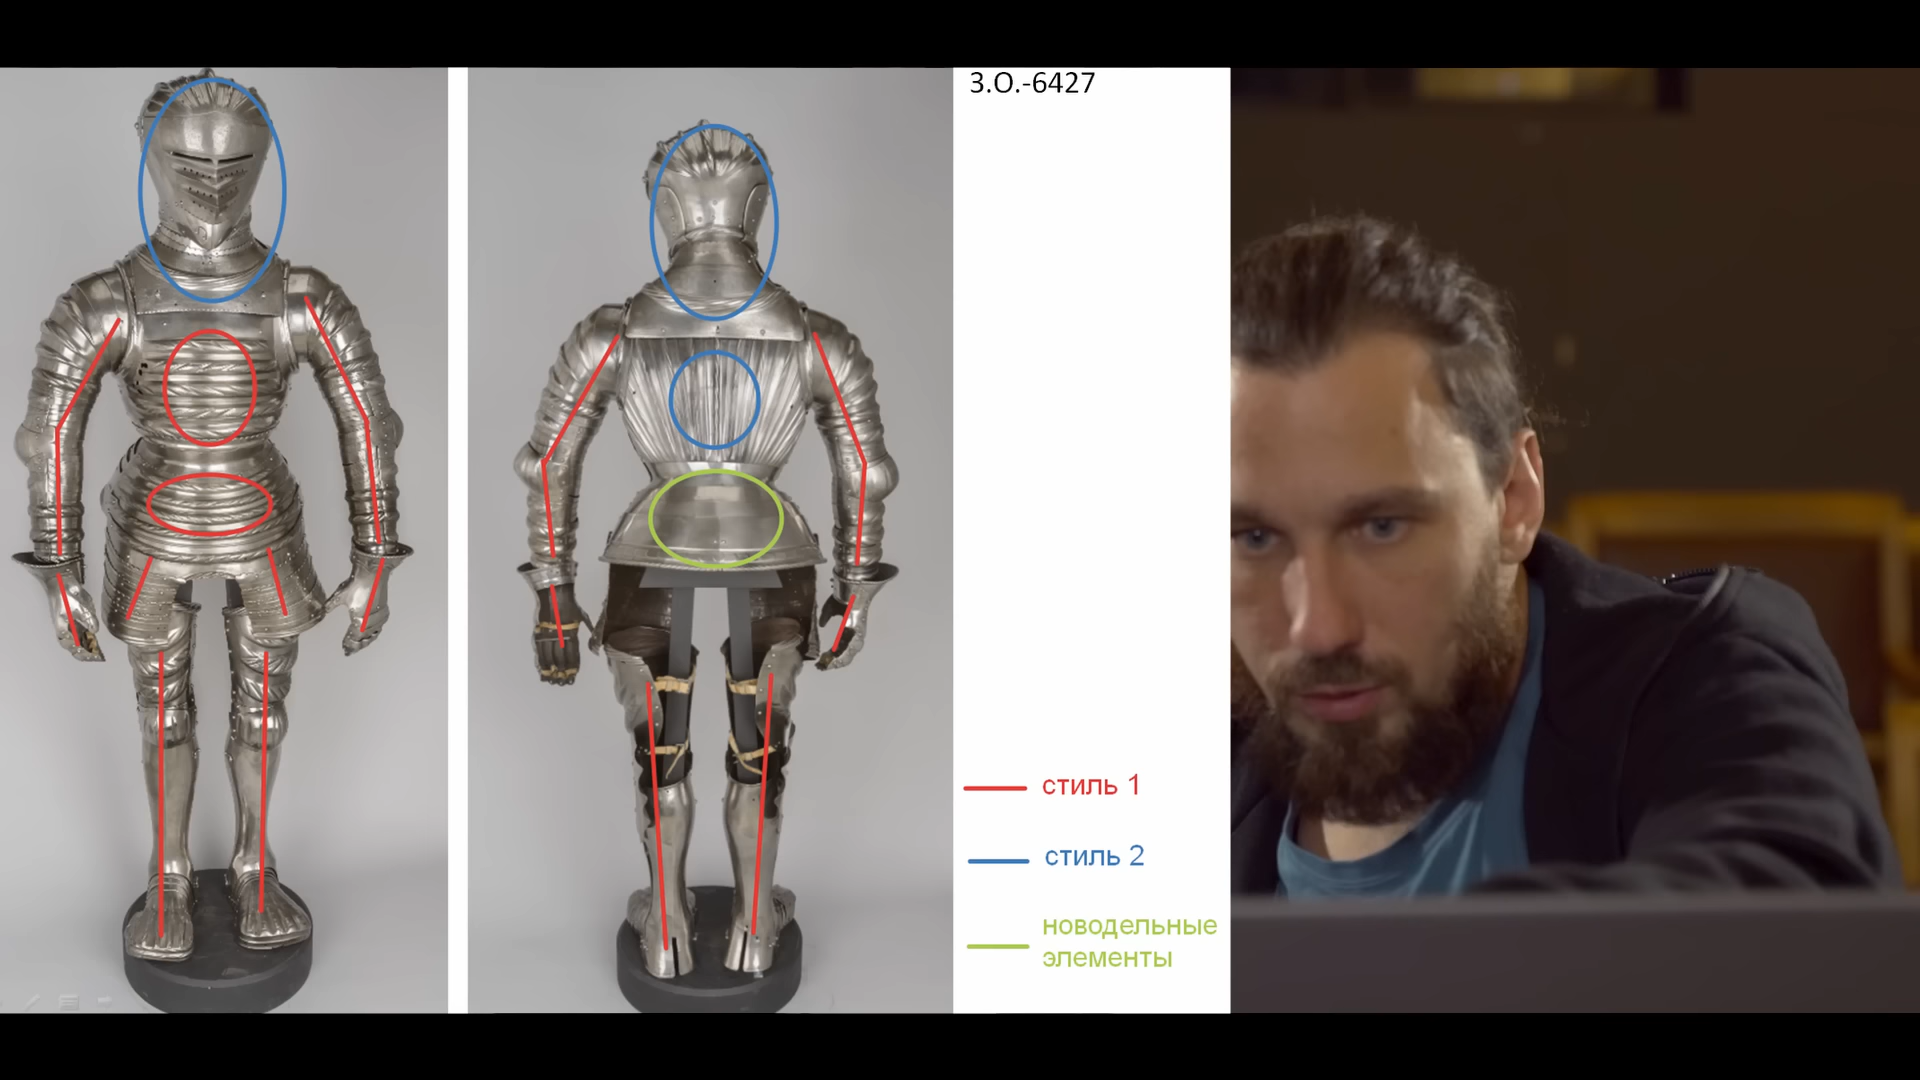 З.О.-6427
стиль 1
стиль 2
новодельные
элементы